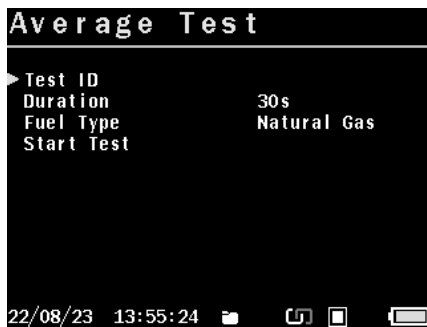 Average Test
Test ID
Duration 30s
Fuel Type Natural Gas
Start Test
22/08/23 13:55:24